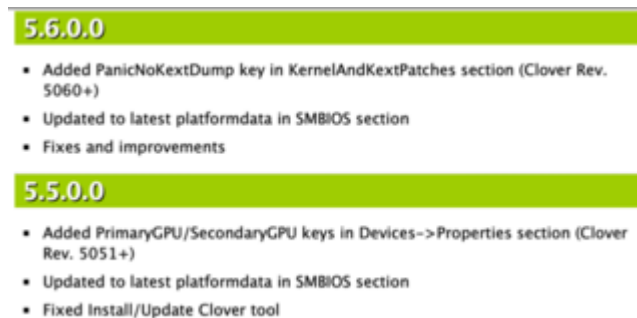 5.6.0.0
▪ Added PanicNoKextDump key in KernelAndKextPatches section (Clover Rev.
5060+)
▪ Updated to latest platformdata in SMBIOS section
▪ Fixes and improvements
5.5.0.0
▪ Added PrimaryGPU/SecondaryGPU keys in Devices->Properties section (Clover
Rev. 5051+)
▪ Updated to latest platformdata in SMBIOS section
▪ Fixed Install/Update Clover tool